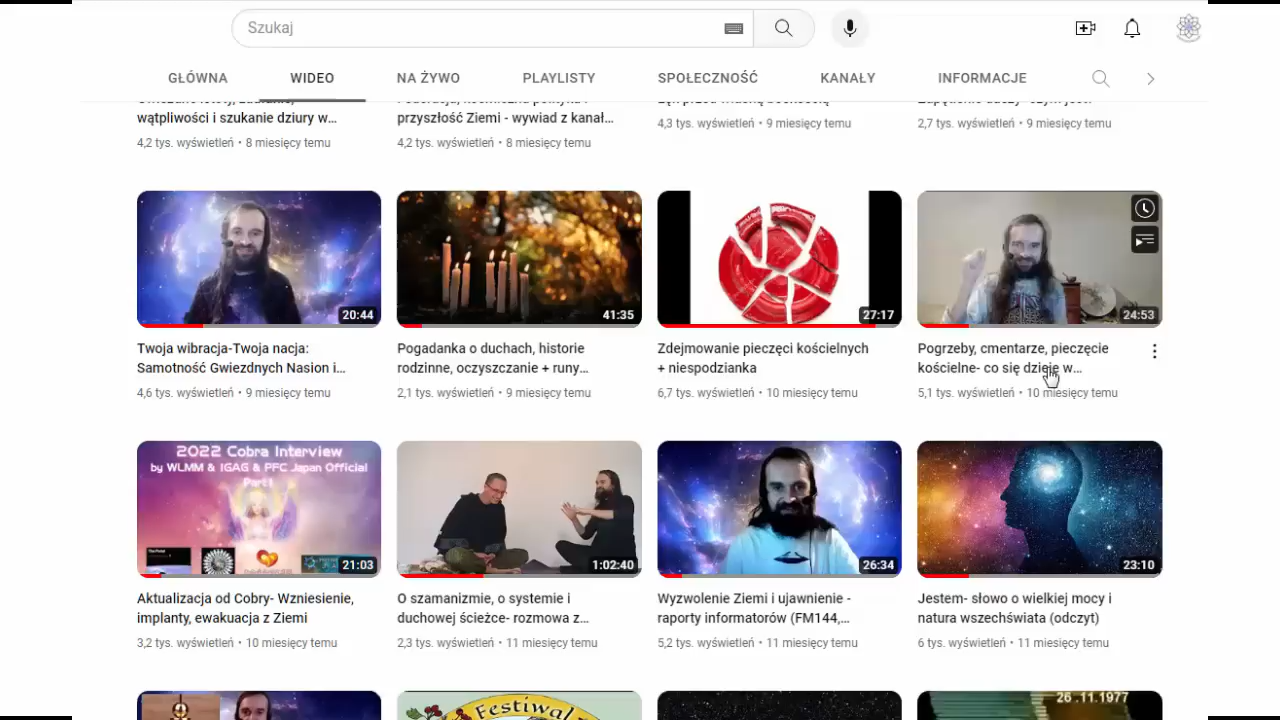 Szukaj
GŁÓWNA WIDEO NA ŻYWO PLAYLISTY SPOŁECZNOŚĆ KANAŁY INFORMACJE
wątpliwości i szukanie dziury w...
4,2 tys. wyświetleń • 8 miesięcy temu
przyszłość Ziemi - wywiad z kanał...
4,2 tys. wyświetleń • 8 miesięcy temu
4,3 tys. wyświetleń • 9 miesięcy temu
2,7 tys. wyświetleń • 9 miesięcy temu
20:44
Twoja wibracja-Twoja nacja:
Samotność Gwiezdnych Nasion i...
4,6 tys. wyświetleń • 9 miesięcy temu
41:35
Pogadanka o duchach, historie
rodzinne, oczyszczanie + runy...
2,1 tys. wyświetleń • 9 miesięcy temu
27:17
Zdejmowanie pieczęci kościelnych
+ niespodzianka
6,7 tys. wyświetleń • 10 miesięcy temu
24:53
Pogrzeby, cmentarze, pieczęcie
kościelne- co się dzieje w...
5,1 tys. wyświetleń • 10 miesięcy temu
2022 Cobra Interview
by WLMM & IGAG & PFC Japan Official
Part I
21:03
Aktualizacja od Cobry- Wzniesienie,
implanty, ewakuacja z Ziemi
3,2 tys. wyświetleń • 10 miesięcy temu
1:02:40
O szamanizmie, o systemie i
duchowej ścieżce- rozmowa z...
2,3 tys. wyświetleń • 11 miesięcy temu
26:34
Wyzwolenie Ziemi i ujawnienie -
raporty informatorów (FM144,...
5,2 tys. wyświetleń • 11 miesięcy temu
23:10
Jestem- słowo o wielkiej mocy i
natura wszechświata (odczyt)
6 tys. wyświetleń • 11 miesięcy temu
Festiwal
26.11.1977